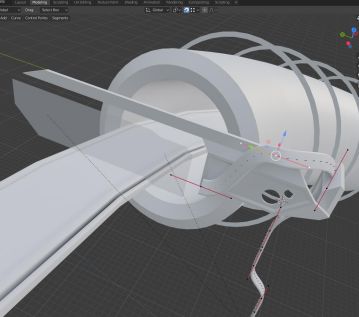 Layout Modeling Sculpting UV Editing Texture Paint Shading Animation Rendering Compositing Scripting +
Drag Select Box Global
Add Curve Control Points Segments